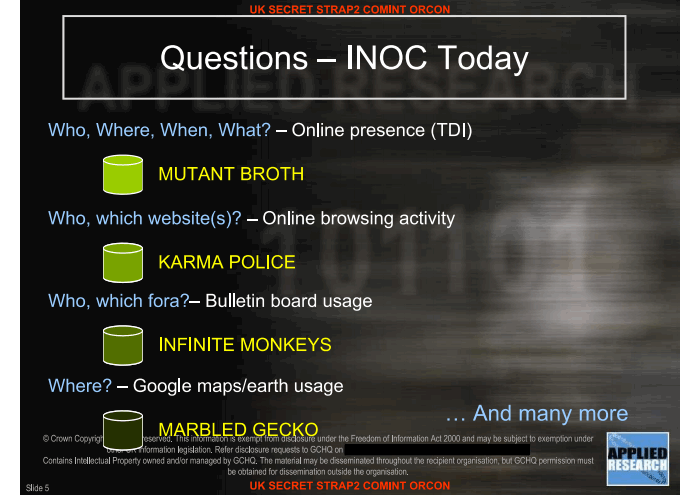 UK SECRET STRAP2 COMINT ORCON
APPLIED RESEARCH
Questions – INOC Today
Who, Where, When, What? – Online presence (TDI)
MUTANT BROTH
Who, which website(s)? – Online browsing activity
101101
KARMA POLICE
Who, which fora?– Bulletin board usage
INFINITE MONKEYS
Where? – Google maps/earth usage
… And many more
MARBLED GECKO
© Crown Copyright reserved. This information is exempt from disclosure under the Freedom of Information Act 2000 and may be subject to exemption under
other UK information legislation. Refer disclosure requests to GCHQ on
Contains Intellectual Property owned and/or managed by GCHQ. The material may be disseminated throughout the recipient organisation, but GCHQ permission must
be obtained for dissemination outside the organisation.
APPLIED
RESEARCH
Slide 5
UK SECRET STRAP2 COMINT ORCON